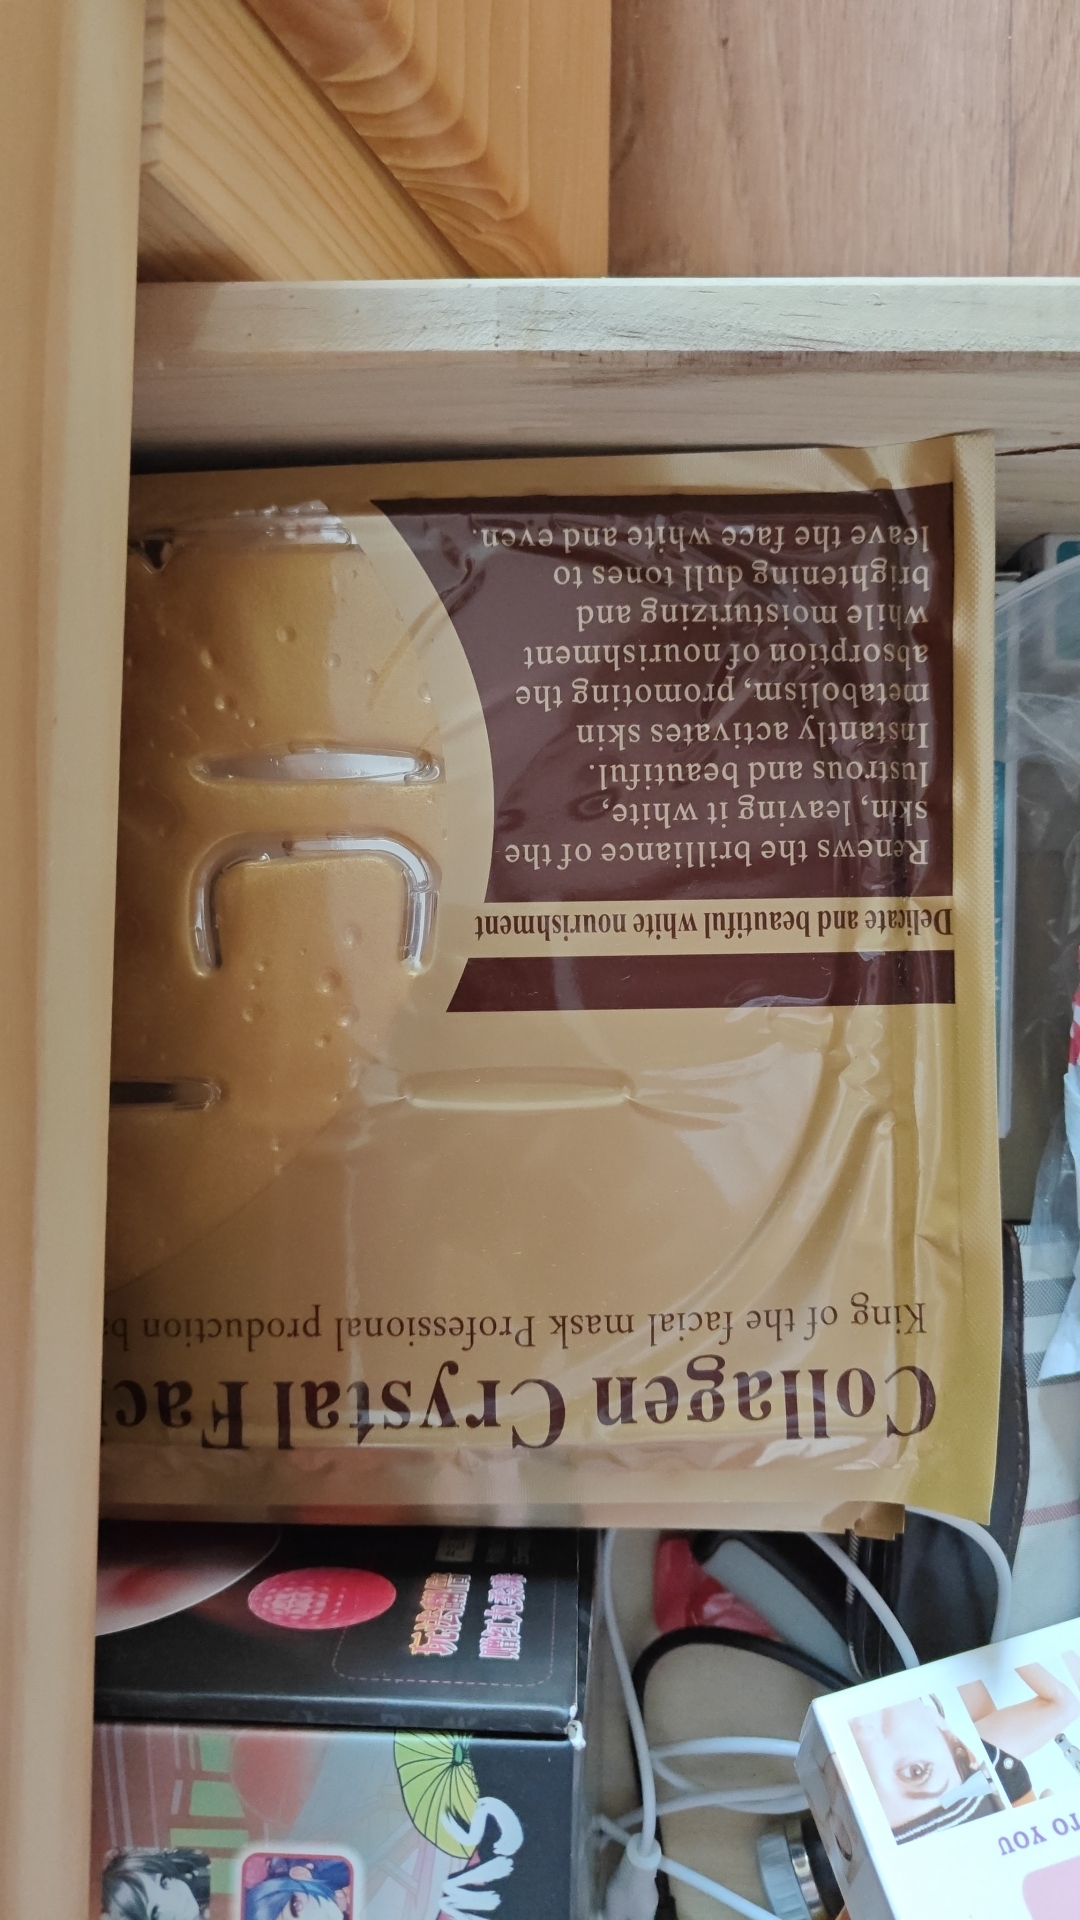 Collagen Crystal Fac
King of the facial mask Professional production b
Delicate and beautiful white nourishment
Renews the brilliance of the
skin, leaving it white,
lustrous and beautiful.
Instantly activates skin
metabolism, promoting the
absorption of nourishment
while moisturizing and
brightening dull tones to
leave the face white and even.
TO YOU